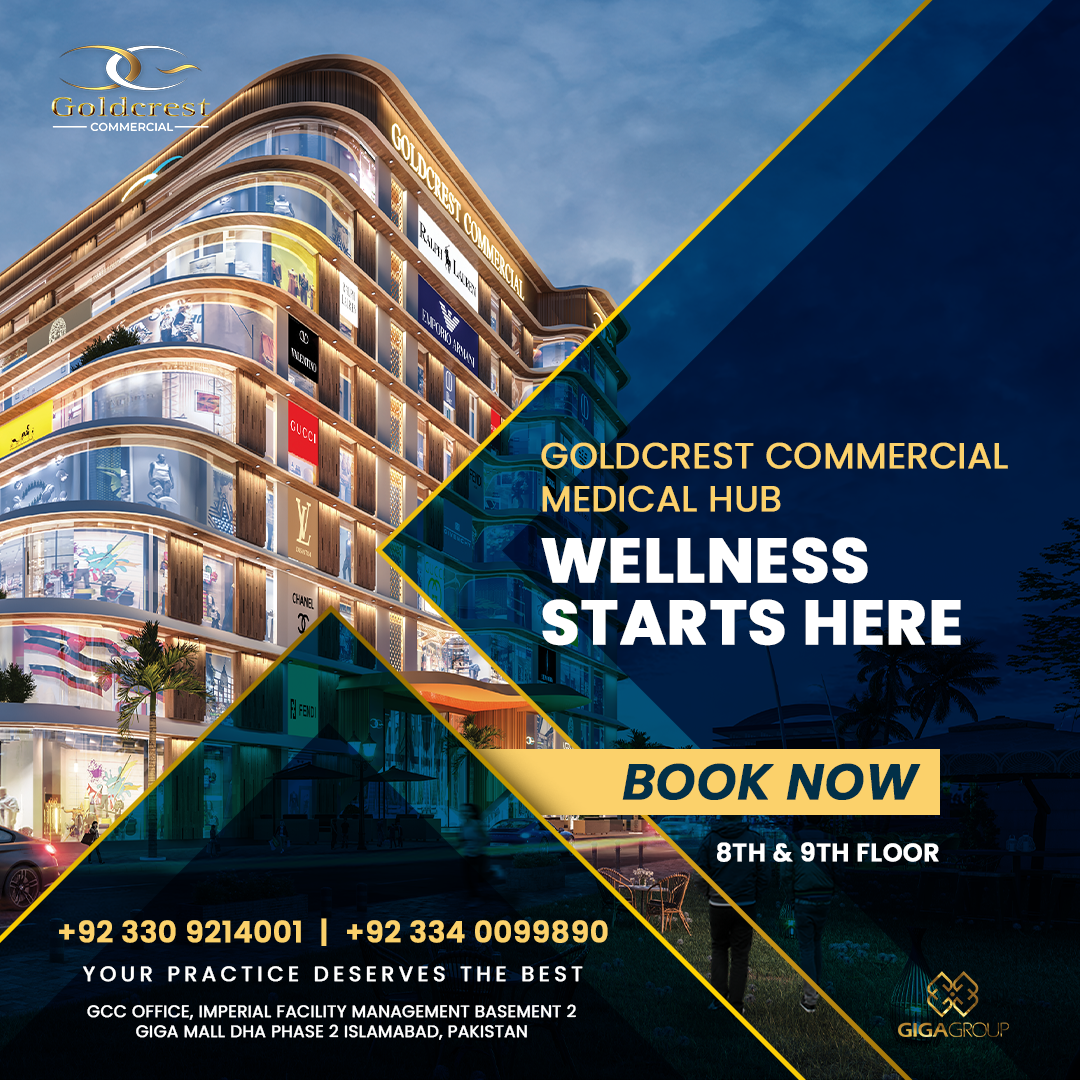 Goldcrest
COMMERCIAL
GOLDCREST COMMERCIAL
RALPH LAUREN
EMPORIO ARMANI
VALENTINO
GUCCI
LV
CHANEL
FENDI
GOLDCREST COMMERCIAL
MEDICAL HUB
WELLNESS
STARTS HERE
BOOK NOW
8TH & 9TH FLOOR
+92 330 9214001 | +92 334 0099890
YOUR PRACTICE DESERVES THE BEST
GCC OFFICE, IMPERIAL FACILITY MANAGEMENT BASEMENT 2
GIGA MALL DHA PHASE 2 ISLAMABAD, PAKISTAN
GIGAGROUP